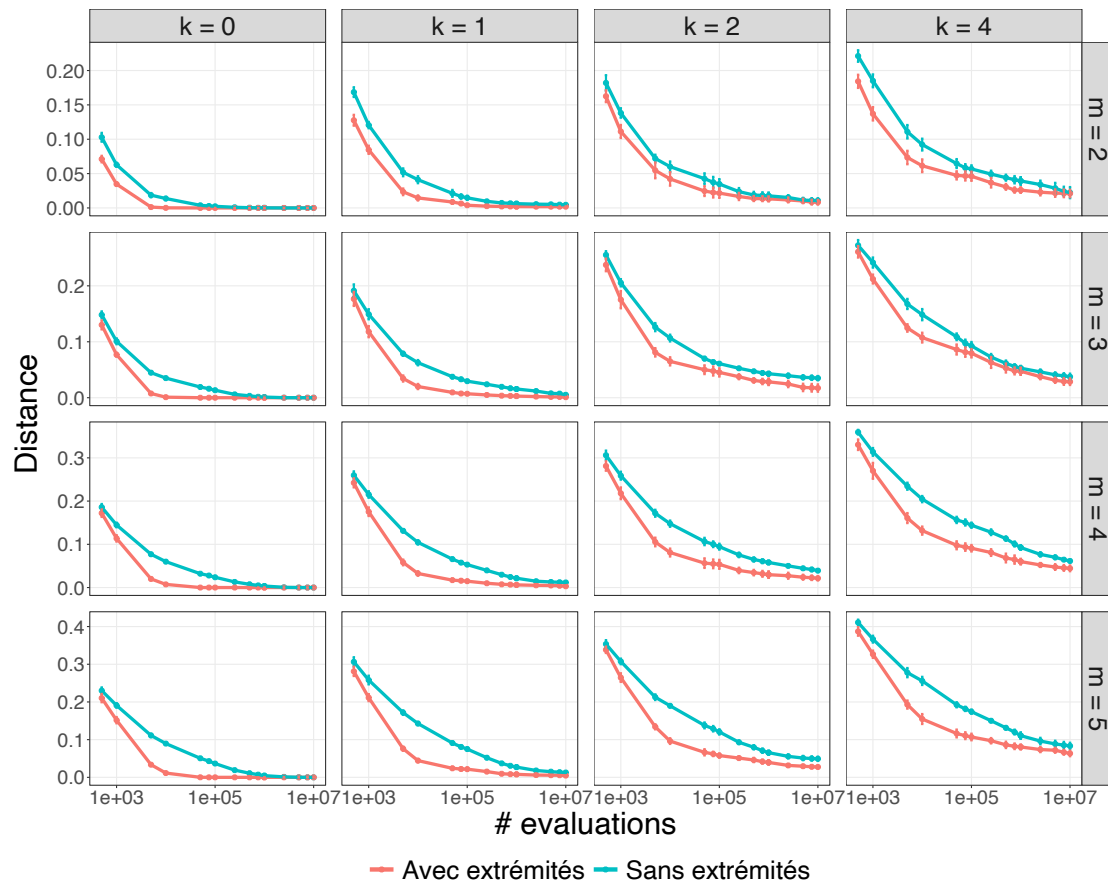 k = 0
k = 1
k = 2
k = 4
0.20
0.15
0.10
0.05
0.00
m = 2
0.2
0.1
0.0
m = 3
Distance
0.3
0.2
0.1
0.0
m = 4
0.4
0.3
0.2
0.1
0.0
m = 5
1e+03 1e+05 1e+07 1e+03 1e+05 1e+07 1e+03 1e+05 1e+07 1e+03 1e+05 1e+07
# evaluations
Avec extrémités Sans extrémités